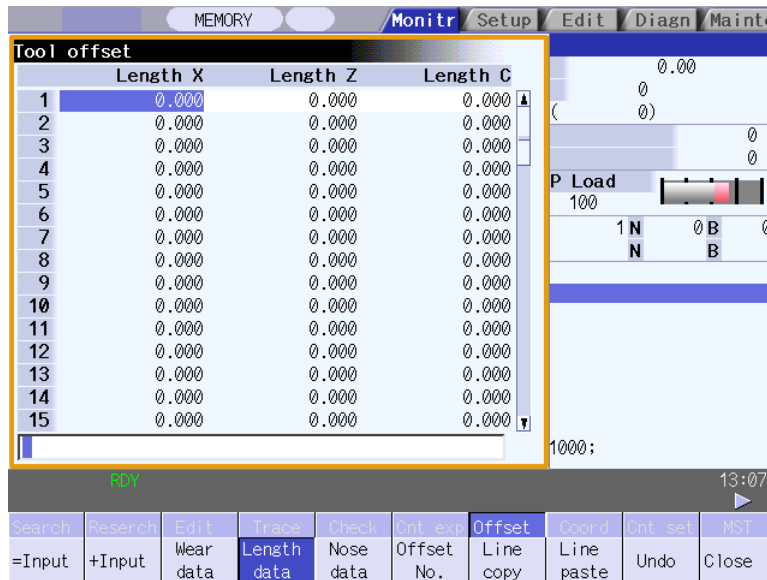 MEMORY
Monitr Setup Edit Diagn Mainte
Tool offset
Length X Length Z Length C
1 0.000 0.000 0.000
2 0.000 0.000 0.000
3 0.000 0.000 0.000
4 0.000 0.000 0.000
5 0.000 0.000 0.000
6 0.000 0.000 0.000
7 0.000 0.000 0.000
8 0.000 0.000 0.000
9 0.000 0.000 0.000
10 0.000 0.000 0.000
11 0.000 0.000 0.000
12 0.000 0.000 0.000
13 0.000 0.000 0.000
14 0.000 0.000 0.000
15 0.000 0.000 0.000
0.00
0
( 0)
0
0
P Load
100
1 N 0 B 0
N B
1000;
RDY 13:07
Search Reserch Edit Trace Check Cnt exp Offset Coord Cnt set MST
=Input +Input Wear data Length data Nose data Offset No. Line copy Line paste Undo Close